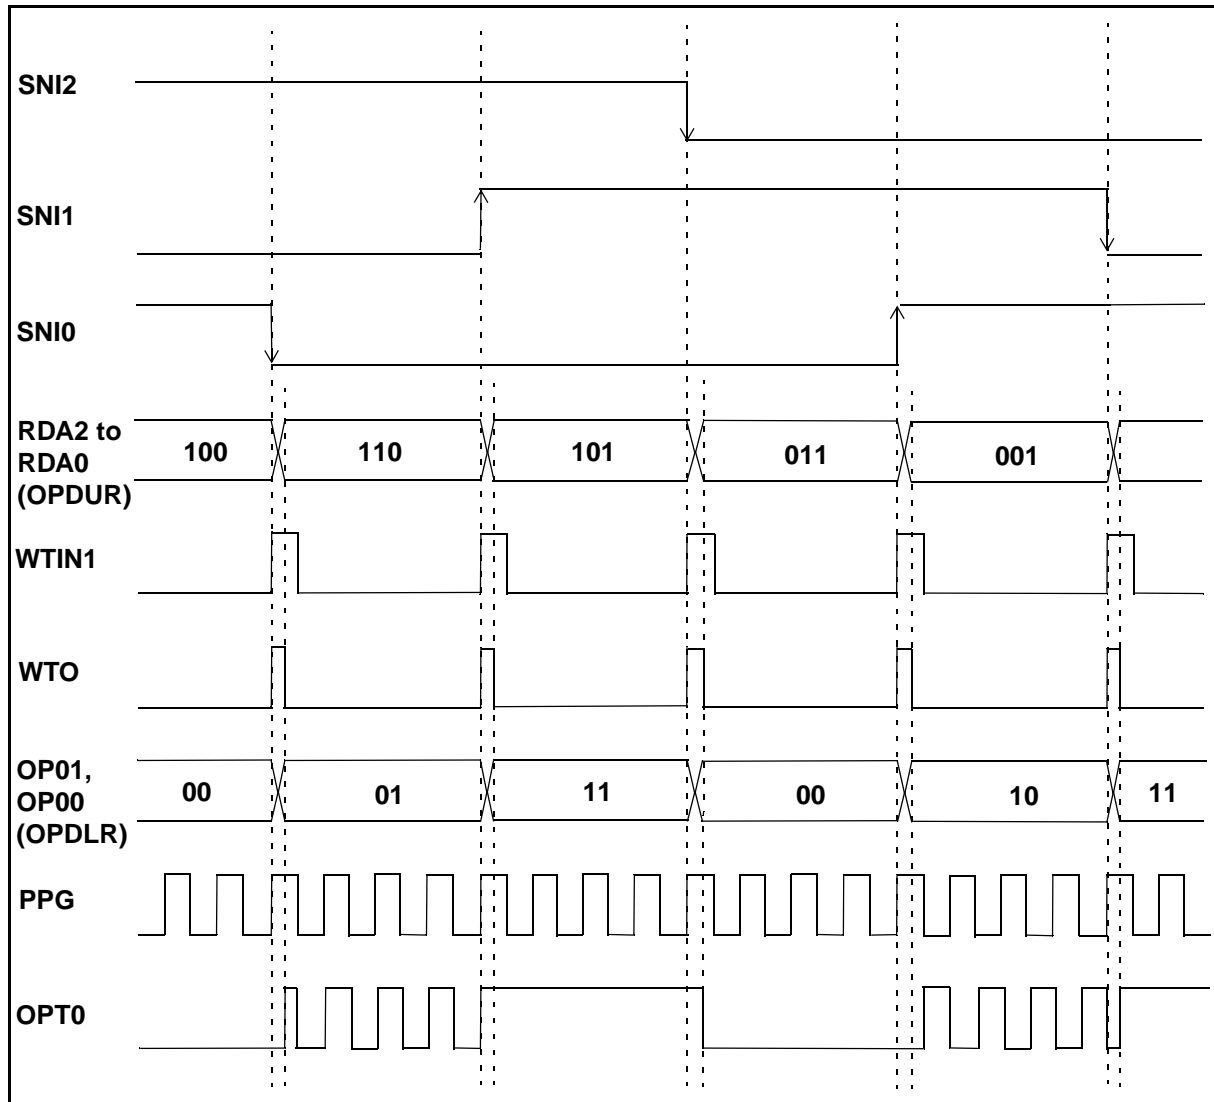 SNI2
SNI1
SNI0
RDA2 to
RDA0
(OPDUR)
100 110 101 011 001
WTIN1
WTO
OP01,
OP00
(OPDLR)
00 01 11 00 10 11
PPG
OPT0